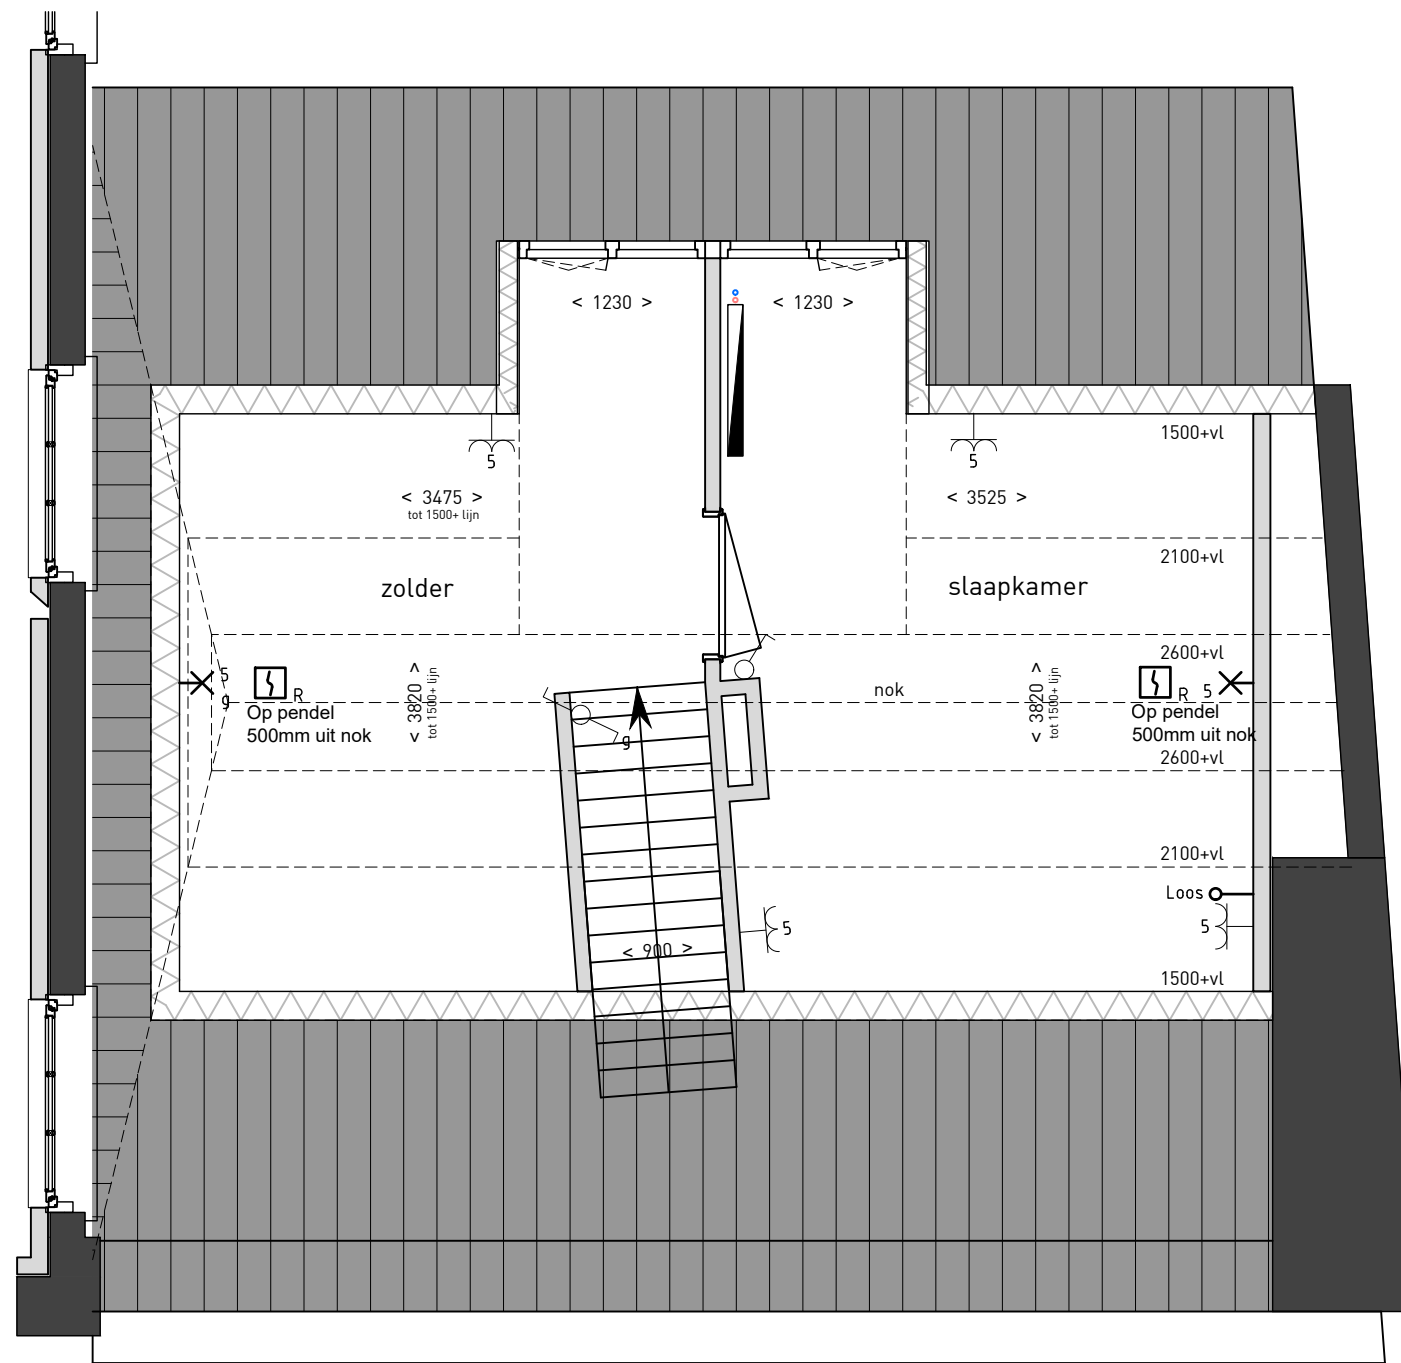 < 1230 >
< 1230 >
1500+vl
5
5
< 3475 >
tot 1500+ lijn
< 3525 >
2100+vl
zolder
slaapkamer
2600+vl
5
g
R
Op pendel
500mm uit nok
< 3820 >
tot 1500+ lijn
g
nok
< 3820 >
tot 1500+ lijn
R
5
Op pendel
500mm uit nok
2600+vl
2100+vl
Loos
5
5
< 900 >
1500+vl